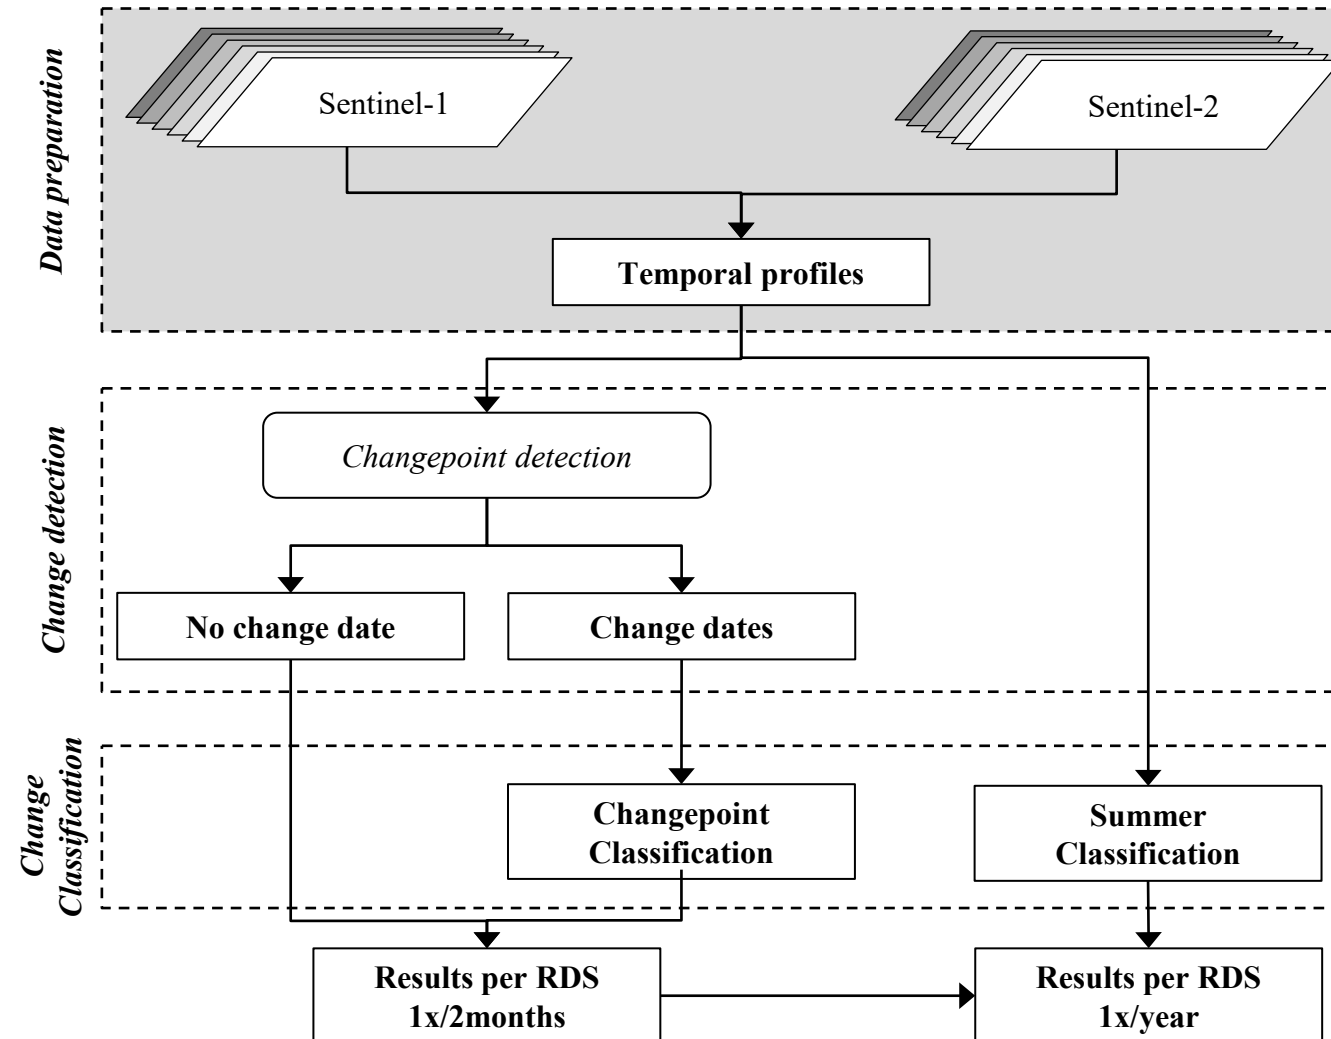 Data preparation
Sentinel-1
Sentinel-2
Temporal profiles
Change detection
Changepoint detection
No change date
Change dates
Change
Classification
Changepoint
Classification
Summer
Classification
Results per RDS
1x/2months
Results per RDS
1x/year